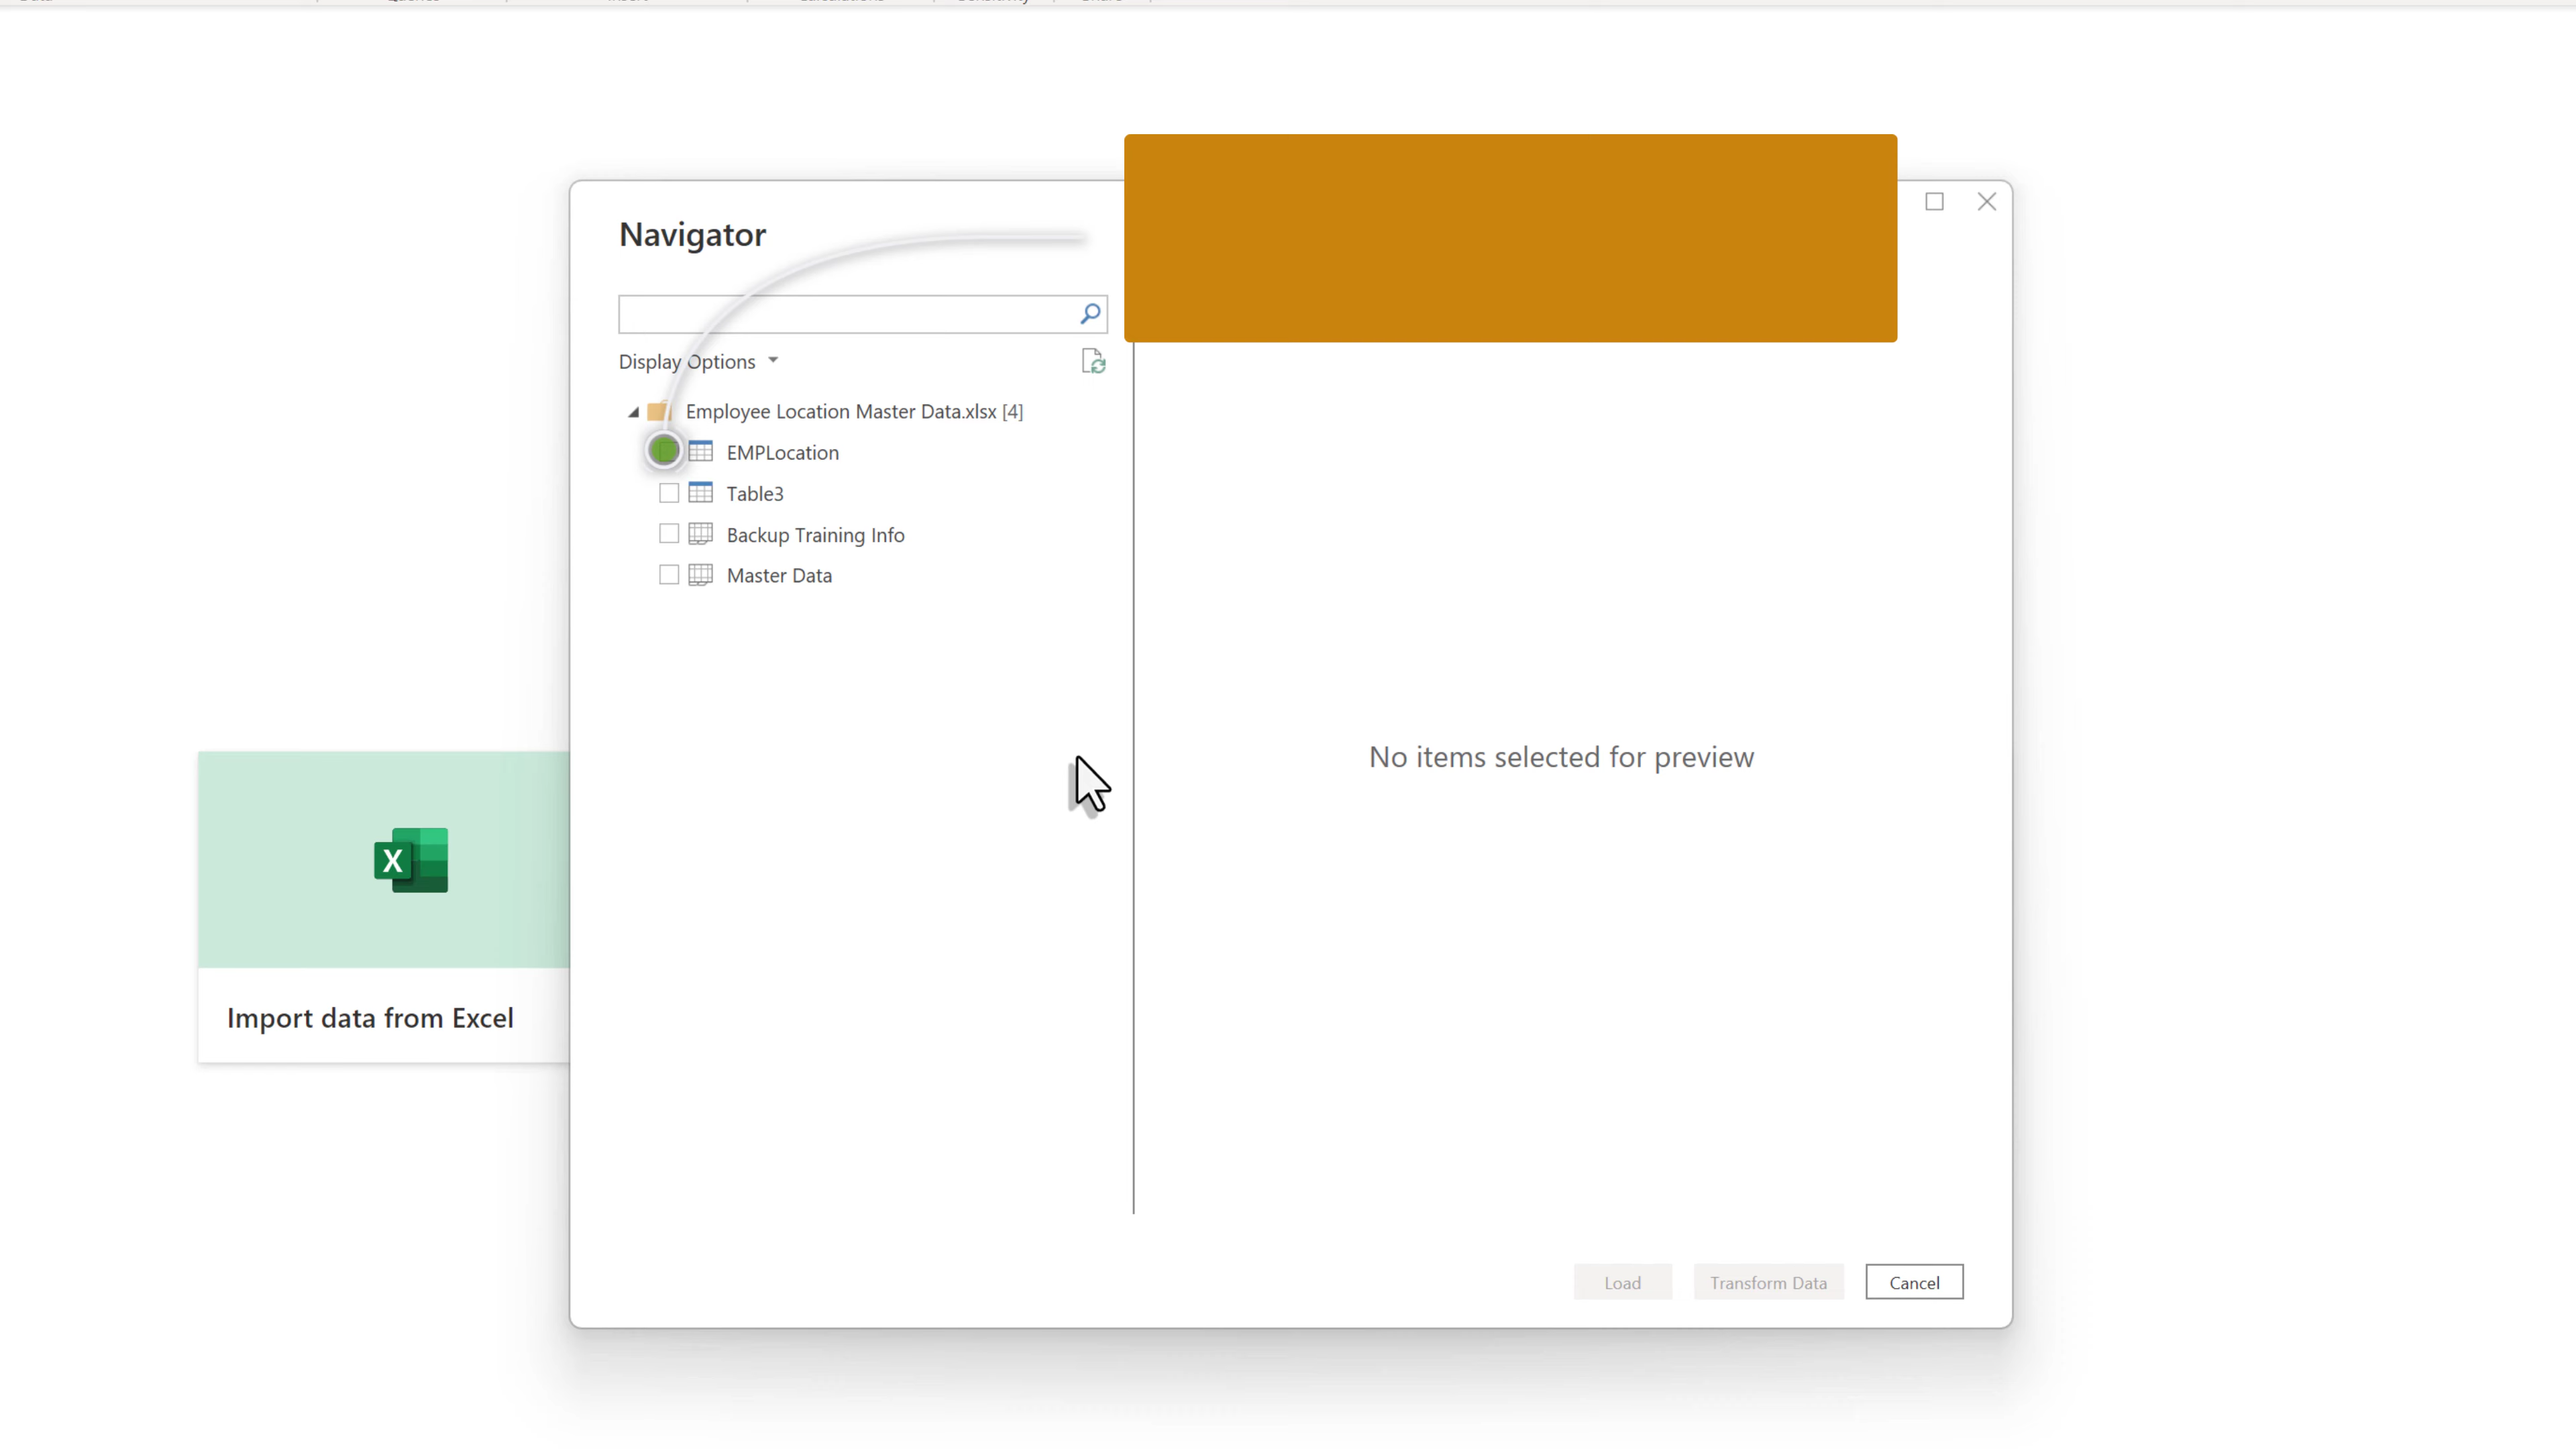 Navigator
Display Options
Employee Location Master Data.xlsx [4]
EMPLocation
Table3
Backup Training Info
Master Data
No items selected for preview
X
Import data from Excel
Load
Transform Data
Cancel